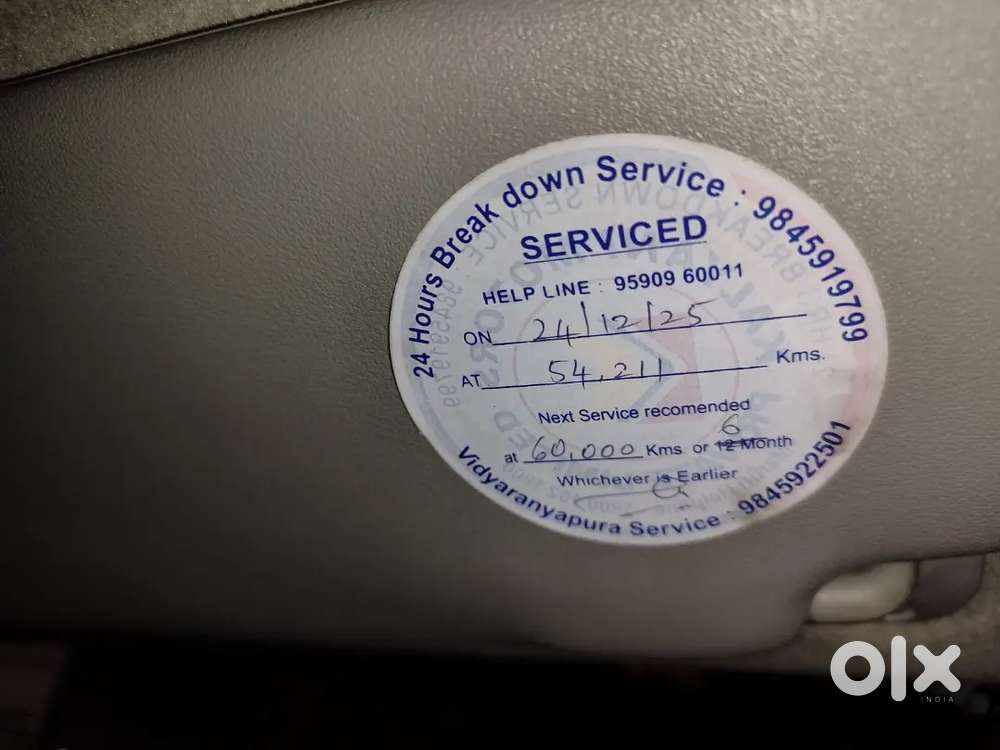 24 Hours Break down Service : 9845919799
SERVICED
HELP LINE : 95909 60011
ON 24/12/25
AT 54,211 Kms.
Next Service recomended
6
at 60,000 Kms or 12 Month
Whichever is Earlier
Vidyaranyapura Service : 9845922501
olx
INDIA